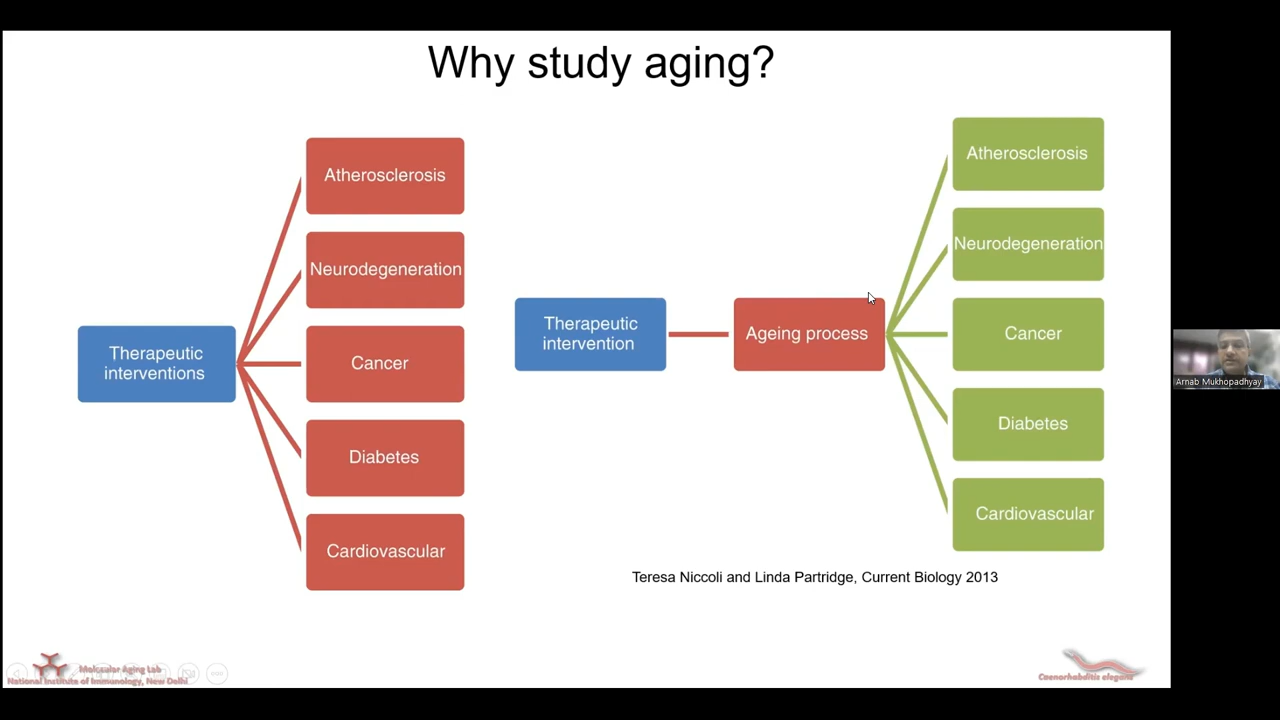 Why study aging?
Therapeutic
interventions
Atherosclerosis
Neurodegeneration
Cancer
Diabetes
Cardiovascular
Therapeutic
intervention
Ageing process
Atherosclerosis
Neurodegeneration
Cancer
Diabetes
Cardiovascular
Teresa Niccoli and Linda Partridge, Current Biology 2013
Molecular Aging Lab
National Institute of Immunology, New Delhi
Caenorhabditis elegans
Arnab Mukhopadhyay